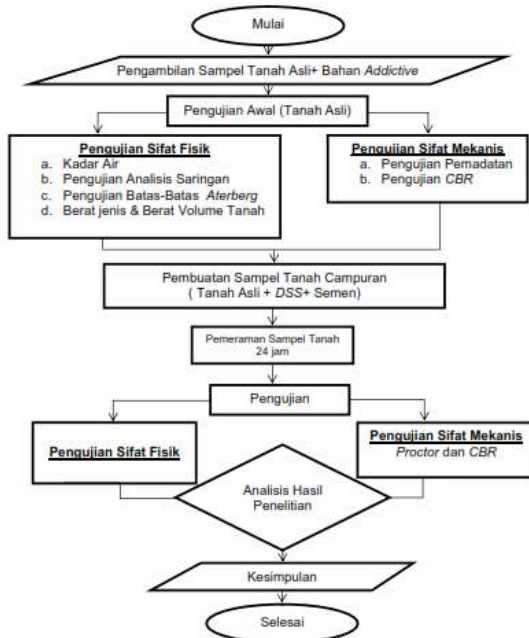 Mulai
Pengambilan Sampel Tanah Asli+ Bahan Addictive
Pengujian Awal (Tanah Asli)
Pengujian Sifat Fisik
a. Kadar Air
b. Pengujian Analisis Saringan
c. Pengujian Batas-Batas Aterberg
d. Berat jenis & Berat Volume Tanah
Pengujian Sifat Mekanis
a. Pengujian Pemadatan
b. Pengujian CBR
Pembuatan Sampel Tanah Campuran
( Tanah Asli + DSS+ Semen)
Pemeraman Sampel Tanah
24 jam
Pengujian
Pengujian Sifat Fisik
Pengujian Sifat Mekanis
Proctor dan CBR
Analisis Hasil
Penelitian
Kesimpulan
Selesai